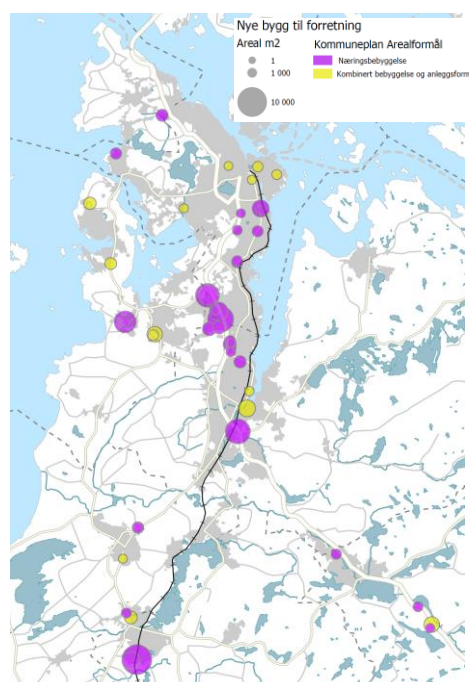 Nye bygg til forretning
Areal m2
1
1 000
10 000
Kommuneplan Arealformål
Næringsbebyggelse
Kombinert bebyggelse og anleggsform